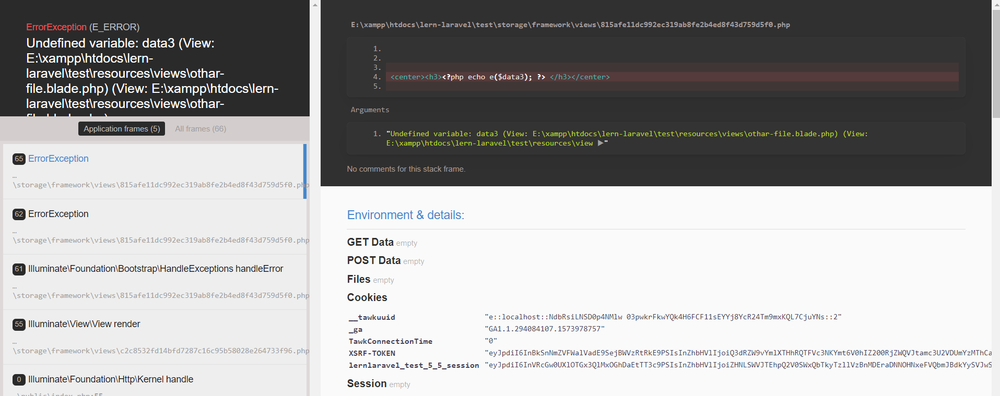 ErrorException (E_ERROR)
Undefined variable: data3 (View:
E:\xampp\htdocs\lern-
laravel\test\resources\views\othar-
file.blade.php) (View: E:\xampp\htdocs\lern-
laravel\test\resources\views\othar-
Application frames (5) All frames (66)
65 ErrorException
…
\storage\framework\views\815afe11dc992ec319ab8fe2b4ed8f43d759d5f0.php
62 ErrorException
…
\storage\framework\views\815afe11dc992ec319ab8fe2b4ed8f43d759d5f0.php
61 Illuminate\Foundation\Bootstrap\HandleExceptions handleError
…
\storage\framework\views\815afe11dc992ec319ab8fe2b4ed8f43d759d5f0.php
55 Illuminate\View\View render
…
\storage\framework\views\c2c8532fd14bfd7287c16c95b58028e264733f96.php
0 Illuminate\Foundation\Http\Kernel handle
E:\xampp\htdocs\lern-laravel\test\storage\framework\views\815afe11dc992ec319ab8fe2b4ed8f43d759d5f0.php
1.
2.
3.
4. <center><h3><?php echo e($data3); ?> </h3></center>
5.
Arguments
1. "Undefined variable: data3 (View: E:\xampp\htdocs\lern-laravel\test\resources\views\othar-file.blade.php) (View:
E:\xampp\htdocs\lern-laravel\test\resources\view ▶"
No comments for this stack frame.
Environment & details:
GET Data empty
POST Data empty
Files empty
Cookies
__tawkuuid "e::localhost::NdbRsiLNSD0p4NMlw 03pwkrFkwYQk4H6FCF11sEYYj8YcR24Tm9mxKQL7CjuYNs::2"
_ga "GA1.1.294084107.1573978757"
TawkConnectionTime "0"
XSRF-TOKEN
lernlaravel_test_5_5_session
Session empty